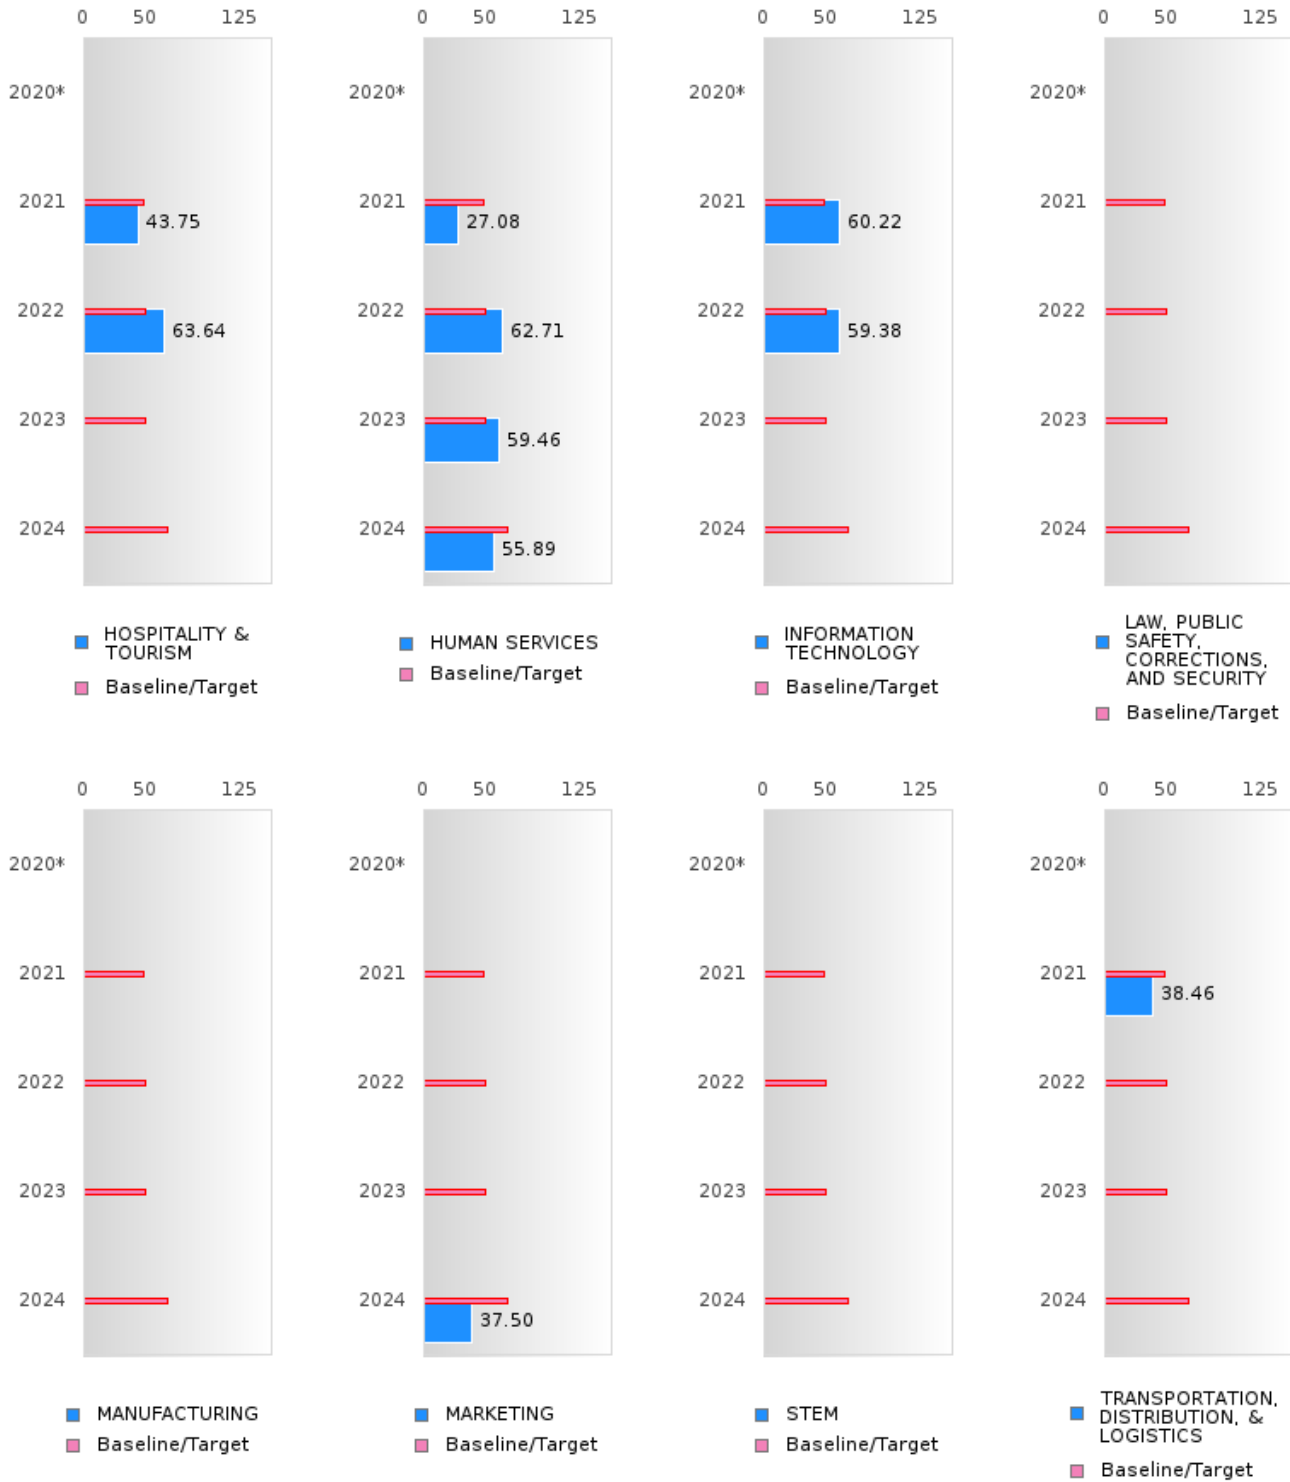 0 50 125
0 50 125
0 50 125
0 50 125
2020*
2020*
2020*
2020*
2021
43.75
2021
27.08
2021
60.22
2021
2022
63.64
2022
62.71
2022
59.38
2022
2023
2023
59.46
2023
2023
2024
2024
55.89
2024
2024
HOSPITALITY &
TOURISM
Baseline/Target
HUMAN SERVICES
Baseline/Target
INFORMATION
TECHNOLOGY
Baseline/Target
LAW, PUBLIC
SAFETY,
CORRECTIONS,
AND SECURITY
Baseline/Target
0 50 125
0 50 125
0 50 125
0 50 125
2020*
2020*
2020*
2020*
2021
2021
2021
2021
38.46
2022
2022
2022
2022
2023
2023
2023
2023
2024
2024
37.50
2024
2024
MANUFACTURING
Baseline/Target
MARKETING
Baseline/Target
STEM
Baseline/Target
TRANSPORTATION,
DISTRIBUTION, &
LOGISTICS
Baseline/Target